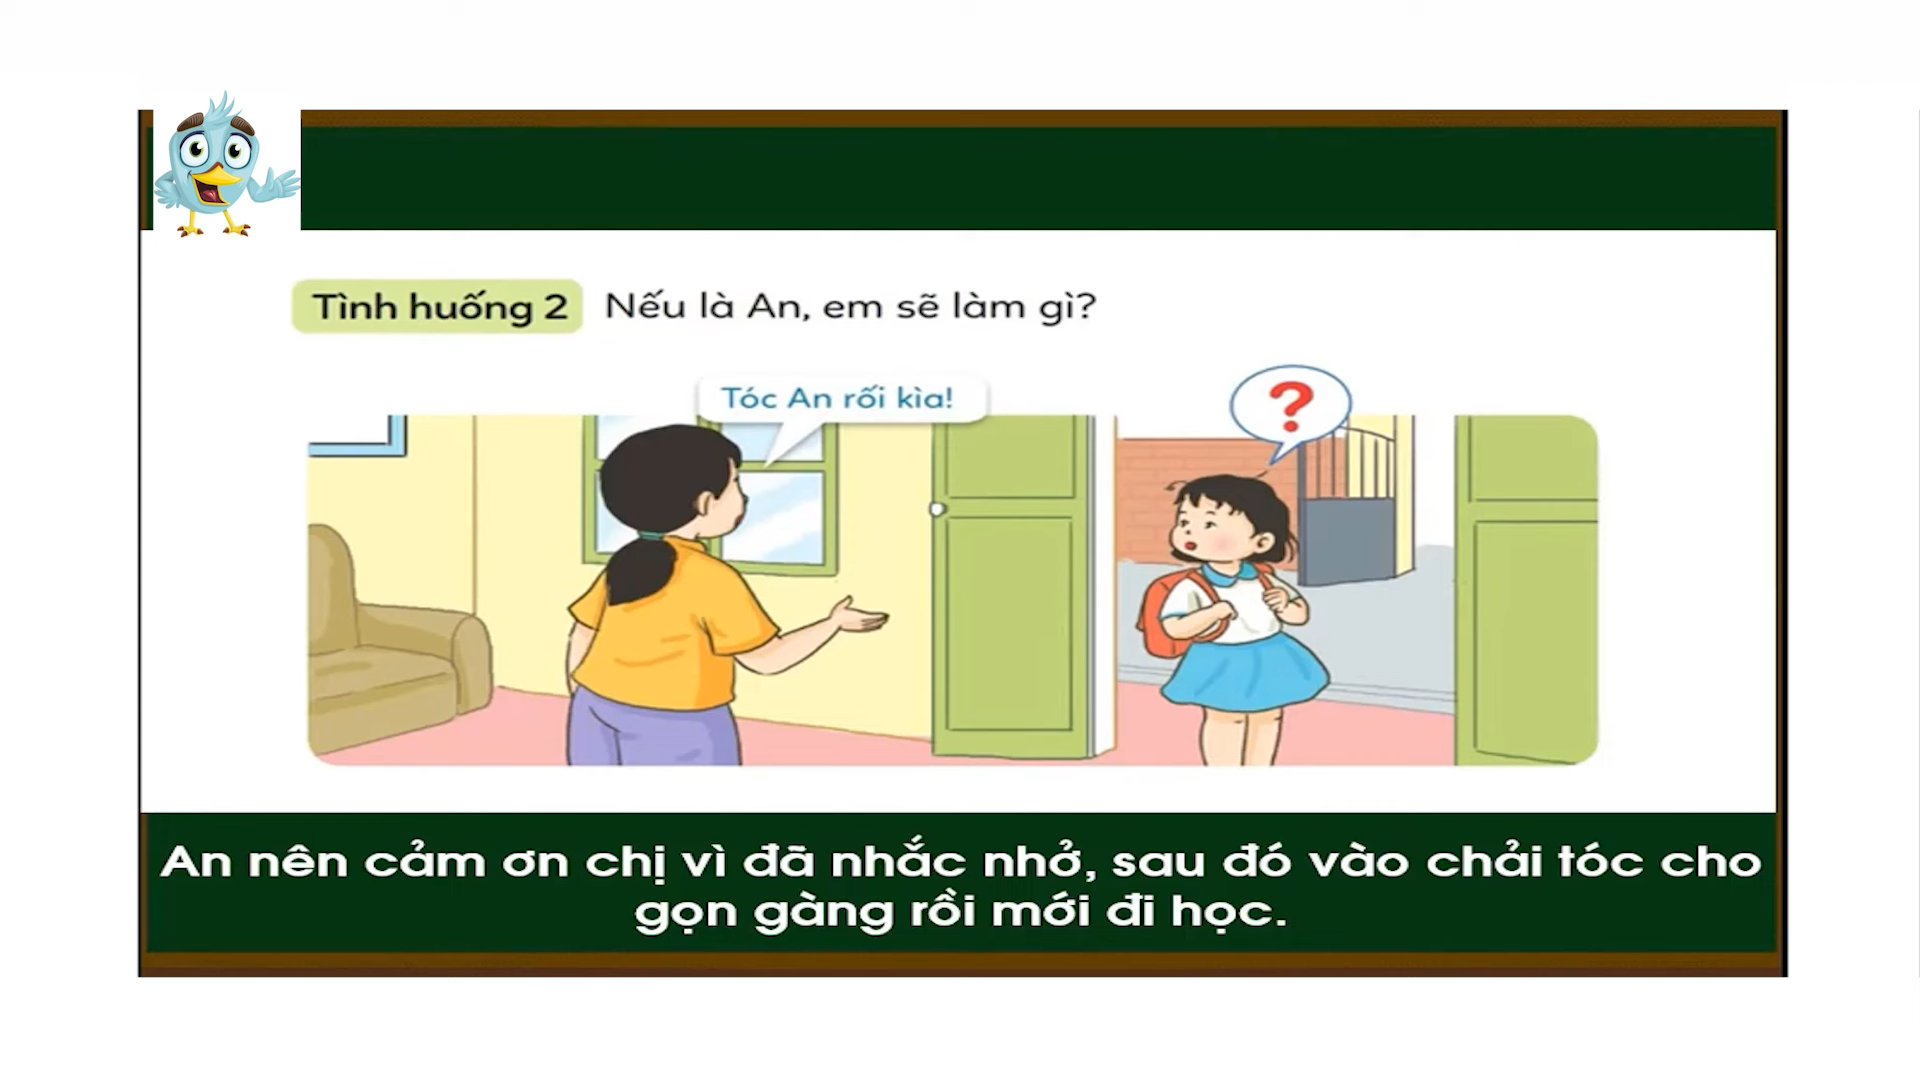 Tình huống 2 Nếu là An, em sẽ làm gì?
Tóc An rối kìa!
?
An nên cảm ơn chị vì đã nhắc nhở, sau đó vào chải tóc cho
gọn gàng rồi mới đi học.